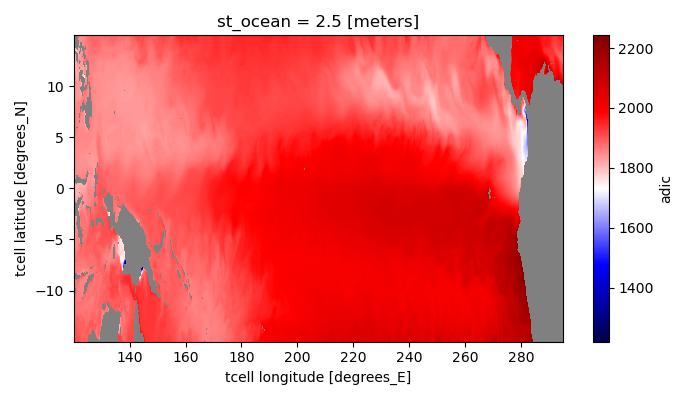 st_ocean = 2.5 [meters]
tcell latitude [degrees_N]
10
5
0
−5
−10
140 160 180 200 220 240 260 280
tcell longitude [degrees_E]
2200
2000
1800
1600
1400
adic